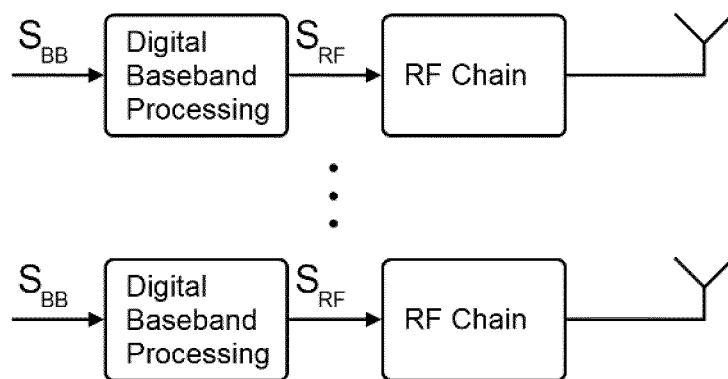 S_BB
Digital
Baseband
Processing
S_RF
RF Chain
S_BB
Digital
Baseband
Processing
S_RF
RF Chain